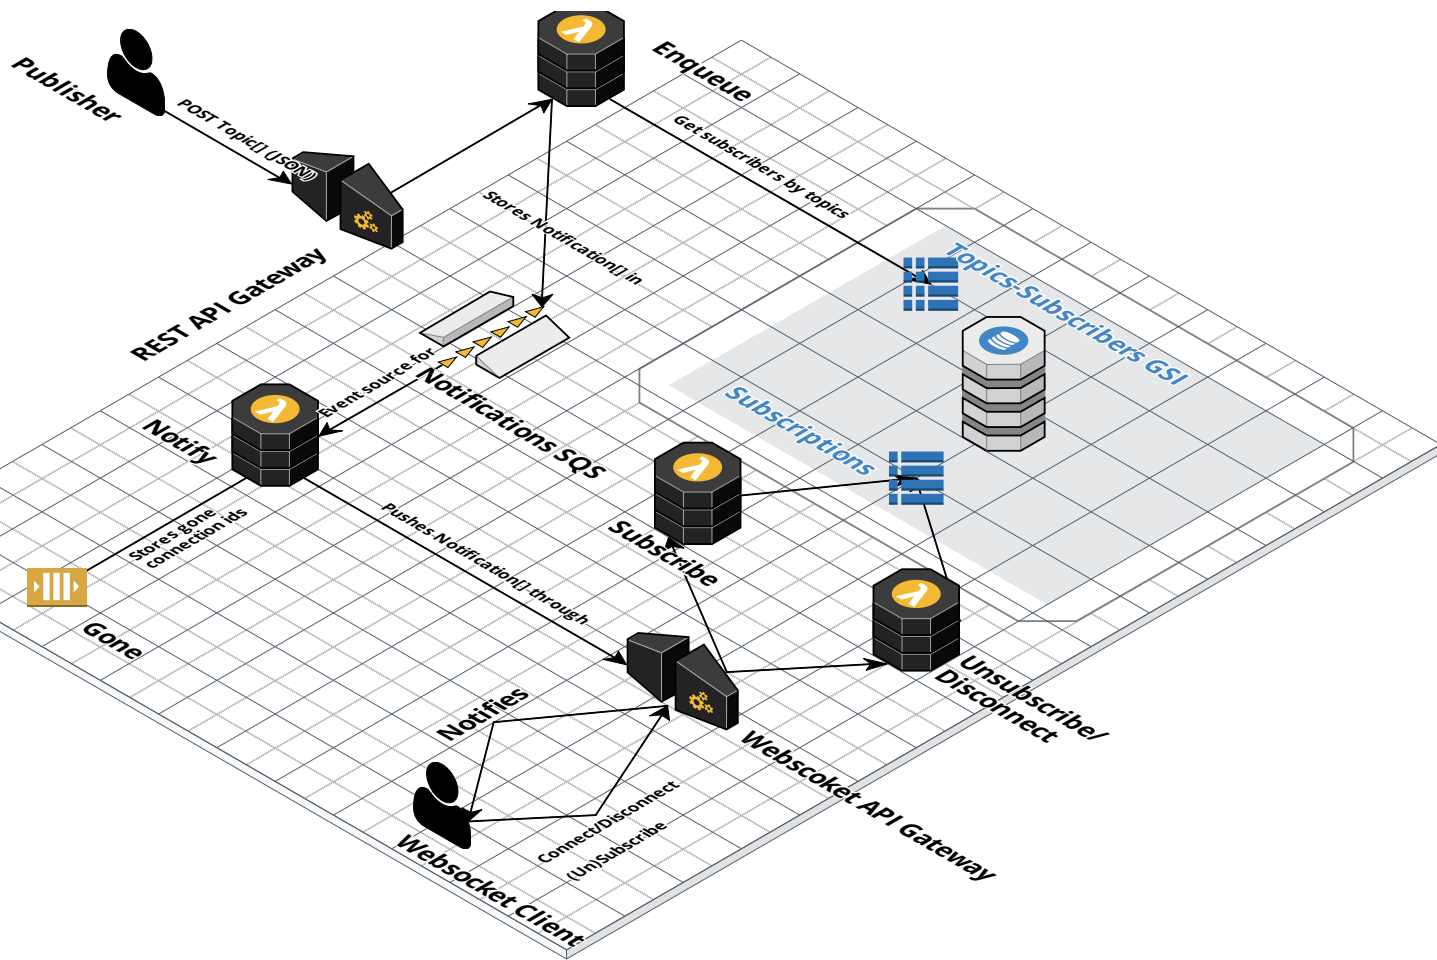 Enqueue
Publisher
POST Topic[] (JSON)
Get subscribers by topics
Stores Notification[] in
REST API Gateway
Topics-Subscribers GSI
Event source for
Notifications SQS
Subscriptions
Notify
Stores gone
connection ids
Pushes Notification[] through
Subscribe
Gone
Unsubscribe/
Disconnect
Notifies
Webscoket API Gateway
Connect/Disconnect
(Un)Subscribe
Websocket Client